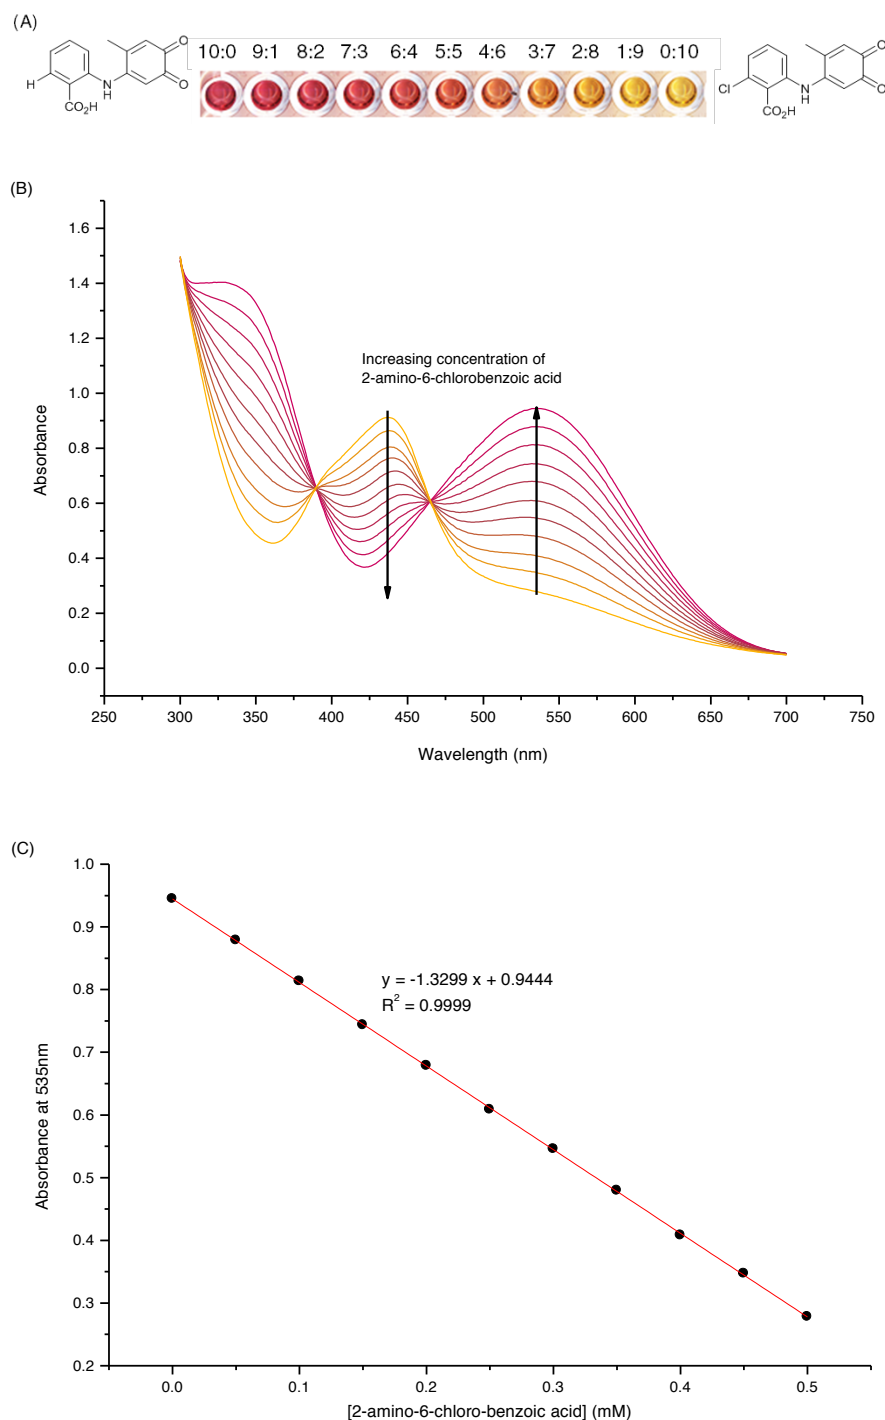 (A)
10:0 9:1 8:2 7:3 6:4 5:5 4:6 3:7 2:8 1:9 0:10
H
CO₂H
N
H
O
O
Cl
CO₂H
N
H
O
O
(B)
Increasing concentration of
2-amino-6-chlorobenzoic acid
Absorbance
1.6
1.4
1.2
1.0
0.8
0.6
0.4
0.2
0.0
250 300 350 400 450 500 550 600 650 700 750
Wavelength (nm)
(C)
y = -1.3299 x + 0.9444
R² = 0.9999
Absorbance at 535nm
1.0
0.9
0.8
0.7
0.6
0.5
0.4
0.3
0.2
0.0 0.1 0.2 0.3 0.4 0.5
[2-amino-6-chloro-benzoic acid] (mM)